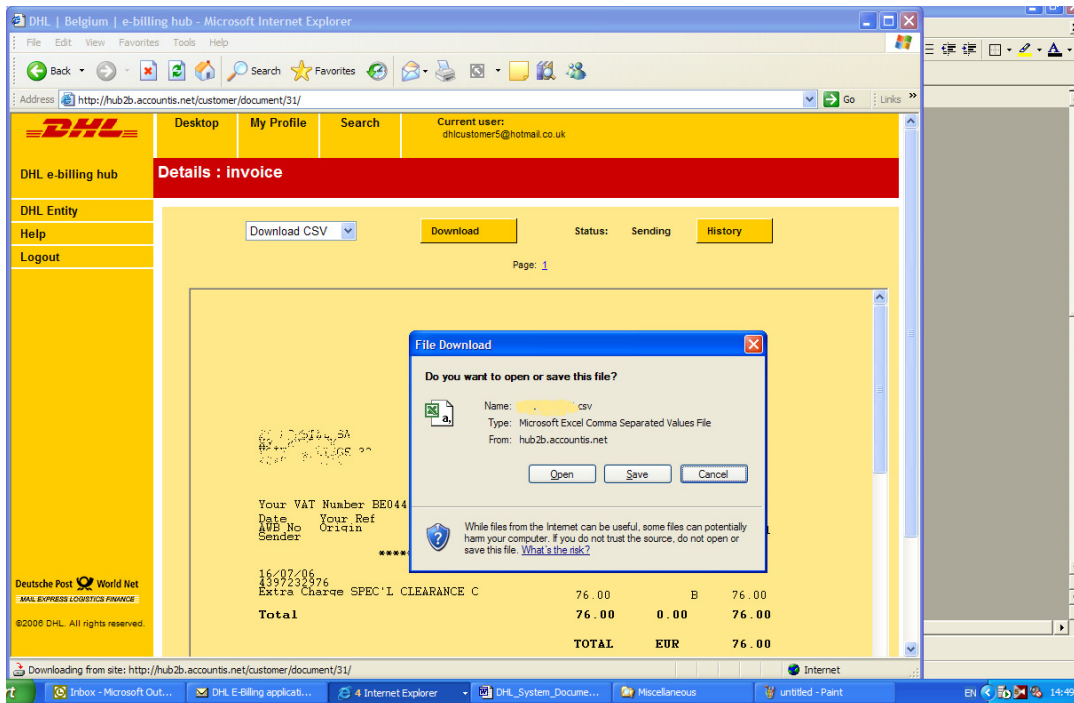 DHL | Belgium | e-billing hub - Microsoft Internet Explorer
File Edit View Favorites Tools Help
Back Search Favorites
Address http://hub2b.accountis.net/customer/document/31/ Go Links »
DHL
Desktop My Profile Search Current user:
dhlcustomer5@hotmail.co.uk
DHL e-billing hub
Details : invoice
DHL Entity
Help
Logout
Download CSV Download Status: Sending History
Page: 1
File Download
Do you want to open or save this file?
Name: csv
Type: Microsoft Excel Comma Separated Values File
From: hub2b.accountis.net
Open Save Cancel
While files from the Internet can be useful, some files can potentially
harm your computer. If you do not trust the source, do not open or
save this file. What's the risk?
Your VAT Number BE044
Date Your Ref
AWB No Origin
Sender
16/07/06
4397232976
Extra Charge SPEC'L CLEARANCE C 76.00 B 76.00
Total 76.00 0.00 76.00
TOTAL EUR 76.00
Deutsche Post World Net
MAIL EXPRESS LOGISTICS FINANCE
©2006 DHL. All rights reserved.
Downloading from site: http://hub2b.accountis.net/customer/document/31/ Internet
Inbox - Microsoft Out... DHL E-Billing applicati... 4 Internet Explorer DHL_System_Docume... Miscellaneous untitled - Paint EN 14:49